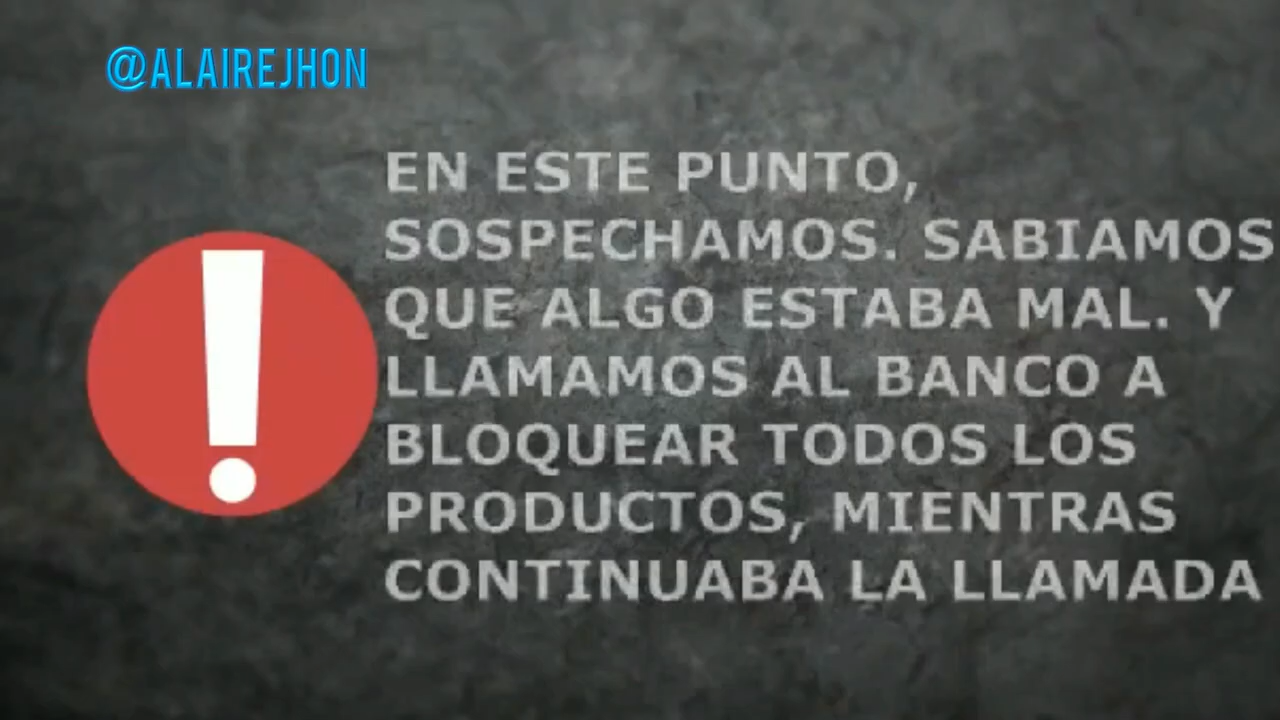 @ALAIREJHON
EN ESTE PUNTO,
SOSPECHAMOS. SABIAMOS
QUE ALGO ESTABA MAL. Y
LLAMAMOS AL BANCO A
BLOQUEAR TODOS LOS
PRODUCTOS, MIENTRAS
CONTINUABA LA LLAMADA